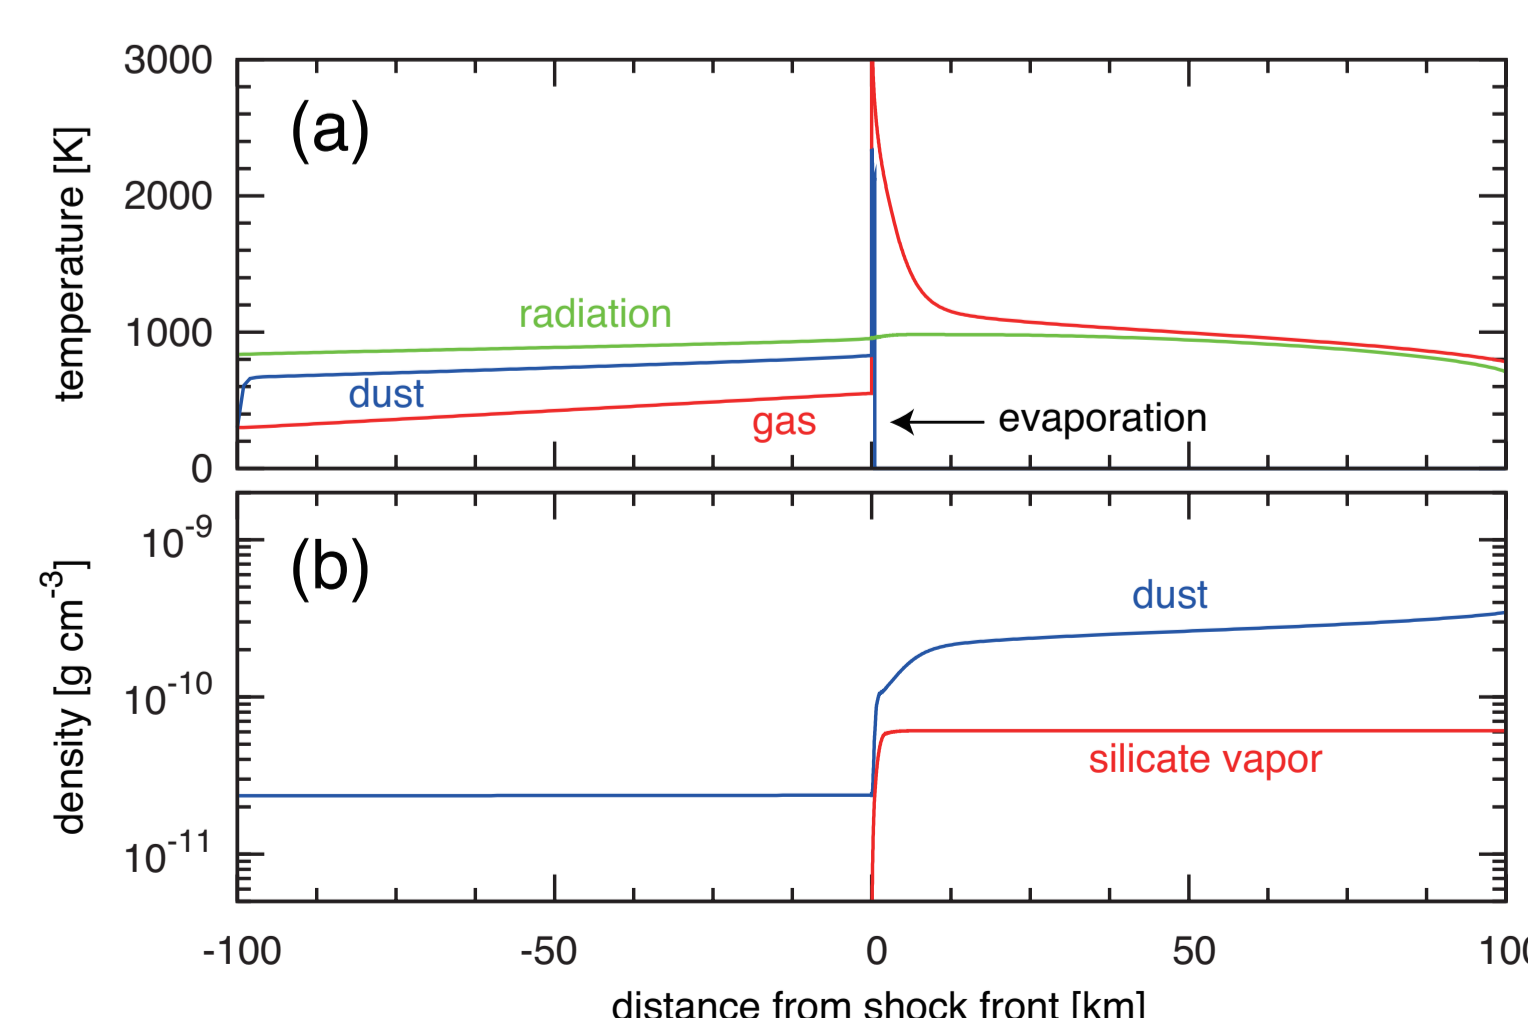 3000
(a)
2000
temperature [K]
radiation
1000
dust
gas
evaporation
0
10-9
(b)
dust
density [g cm-3]
10-10
silicate vapor
10-11
-100 -50 0 50 100
distance from shock front [km]